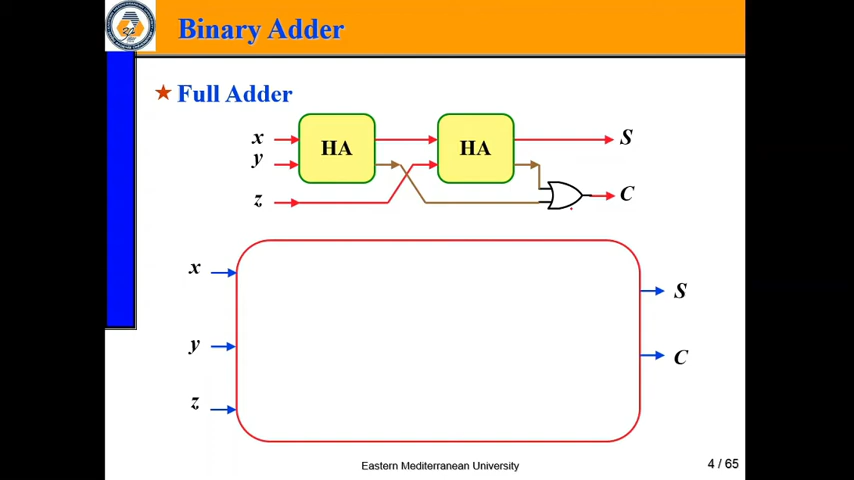 Binary Adder
Full Adder
x
y
z
HA
HA
S
C
x
y
z
S
C
Eastern Mediterranean University
4 / 65